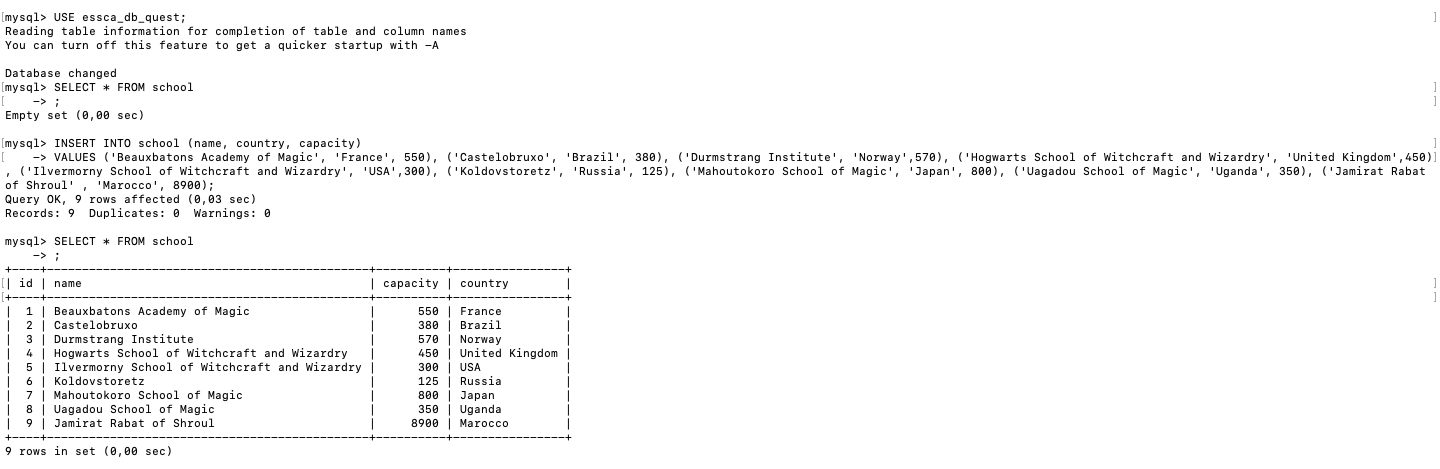 [mysql> USE essca_db_quest; ]
Reading table information for completion of table and column names
You can turn off this feature to get a quicker startup with -A

Database changed
[mysql> SELECT * FROM school ]
[    -> ; ]
Empty set (0,00 sec)

[mysql> INSERT INTO school (name, country, capacity) ]
[    -> VALUES ('Beauxbatons Academy of Magic', 'France', 550), ('Castelobruxo', 'Brazil', 380), ('Durmstrang Institute', 'Norway',570), ('Hogwarts School of Witchcraft and Wizardry', 'United Kingdom',450)]
, ('Ilvermorny School of Witchcraft and Wizardry', 'USA',300), ('Koldovstoretz', 'Russia', 125), ('Mahoutokoro School of Magic', 'Japan', 800), ('Uagadou School of Magic', 'Uganda', 350), ('Jamirat Rabat
of Shroul' , 'Marocco', 8900);
Query OK, 9 rows affected (0,03 sec)
Records: 9  Duplicates: 0  Warnings: 0

mysql> SELECT * FROM school
    -> ;
+----+----------------------------------------------+----------+----------------+
[| id | name                                         | capacity | country        | ]
[+----+----------------------------------------------+----------+----------------+ ]
|  1 | Beauxbatons Academy of Magic                 |      550 | France         |
|  2 | Castelobruxo                                 |      380 | Brazil         |
|  3 | Durmstrang Institute                         |      570 | Norway         |
|  4 | Hogwarts School of Witchcraft and Wizardry   |      450 | United Kingdom |
|  5 | Ilvermorny School of Witchcraft and Wizardry |      300 | USA            |
|  6 | Koldovstoretz                                |      125 | Russia         |
|  7 | Mahoutokoro School of Magic                  |      800 | Japan          |
|  8 | Uagadou School of Magic                      |      350 | Uganda         |
|  9 | Jamirat Rabat of Shroul                      |     8900 | Marocco        |
+----+----------------------------------------------+----------+----------------+
9 rows in set (0,00 sec)